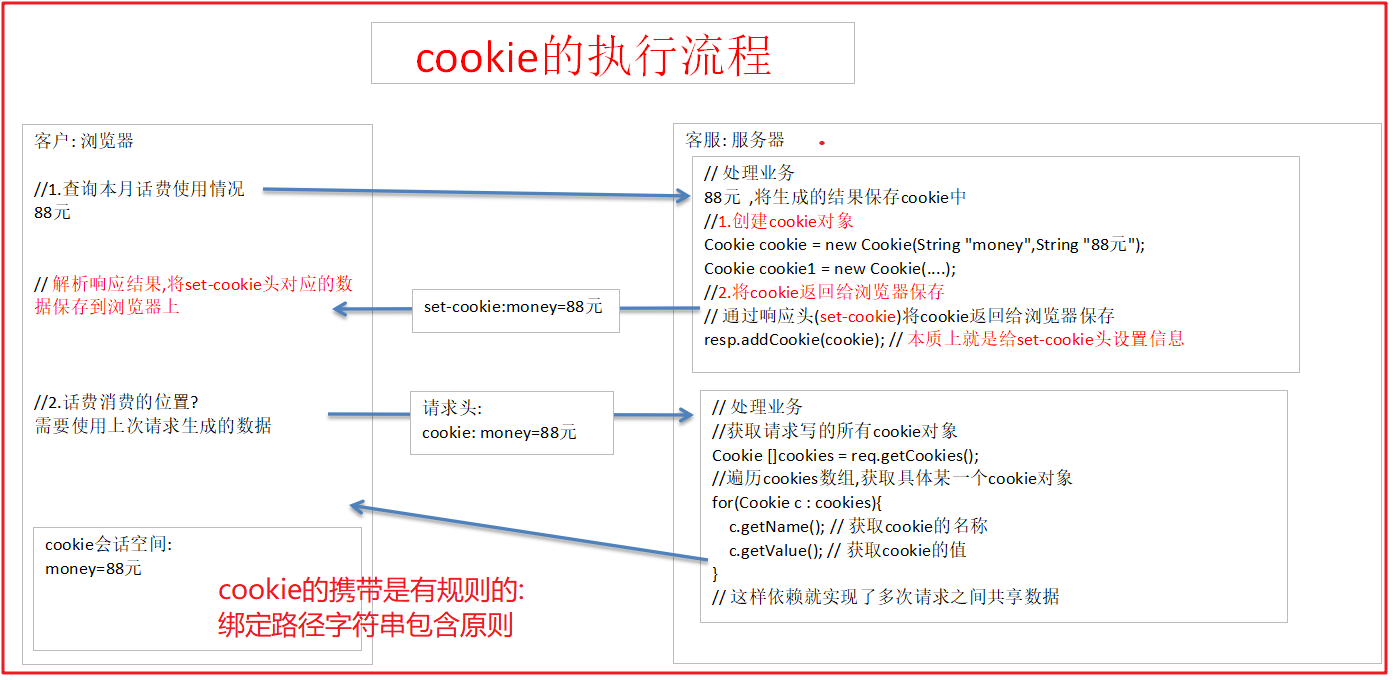 cookie的执行流程
客户: 浏览器
//1.查询本月话费使用情况
88元
// 解析响应结果,将set-cookie头对应的数
据保存到浏览器上
set-cookie:money=88元
//2.话费消费的位置?
需要使用上次请求生成的数据
请求头:
cookie: money=88元
cookie会话空间:
money=88元
cookie的携带是有规则的:
绑定路径字符串包含原则
客服: 服务器
// 处理业务
88元 ,将生成的结果保存cookie中
//1.创建cookie对象
Cookie cookie = new Cookie(String "money",String "88元");
Cookie cookie1 = new Cookie(....);
//2.将cookie返回给浏览器保存
// 通过响应头(set-cookie)将cookie返回给浏览器保存
resp.addCookie(cookie); // 本质上就是给set-cookie头设置信息
// 处理业务
//获取请求写的所有cookie对象
Cookie []cookies = req.getCookies();
//遍历cookies数组,获取具体某一个cookie对象
for(Cookie c : cookies){
c.getName(); // 获取cookie的名称
c.getValue(); // 获取cookie的值
}
// 这样依赖就实现了多次请求之间共享数据